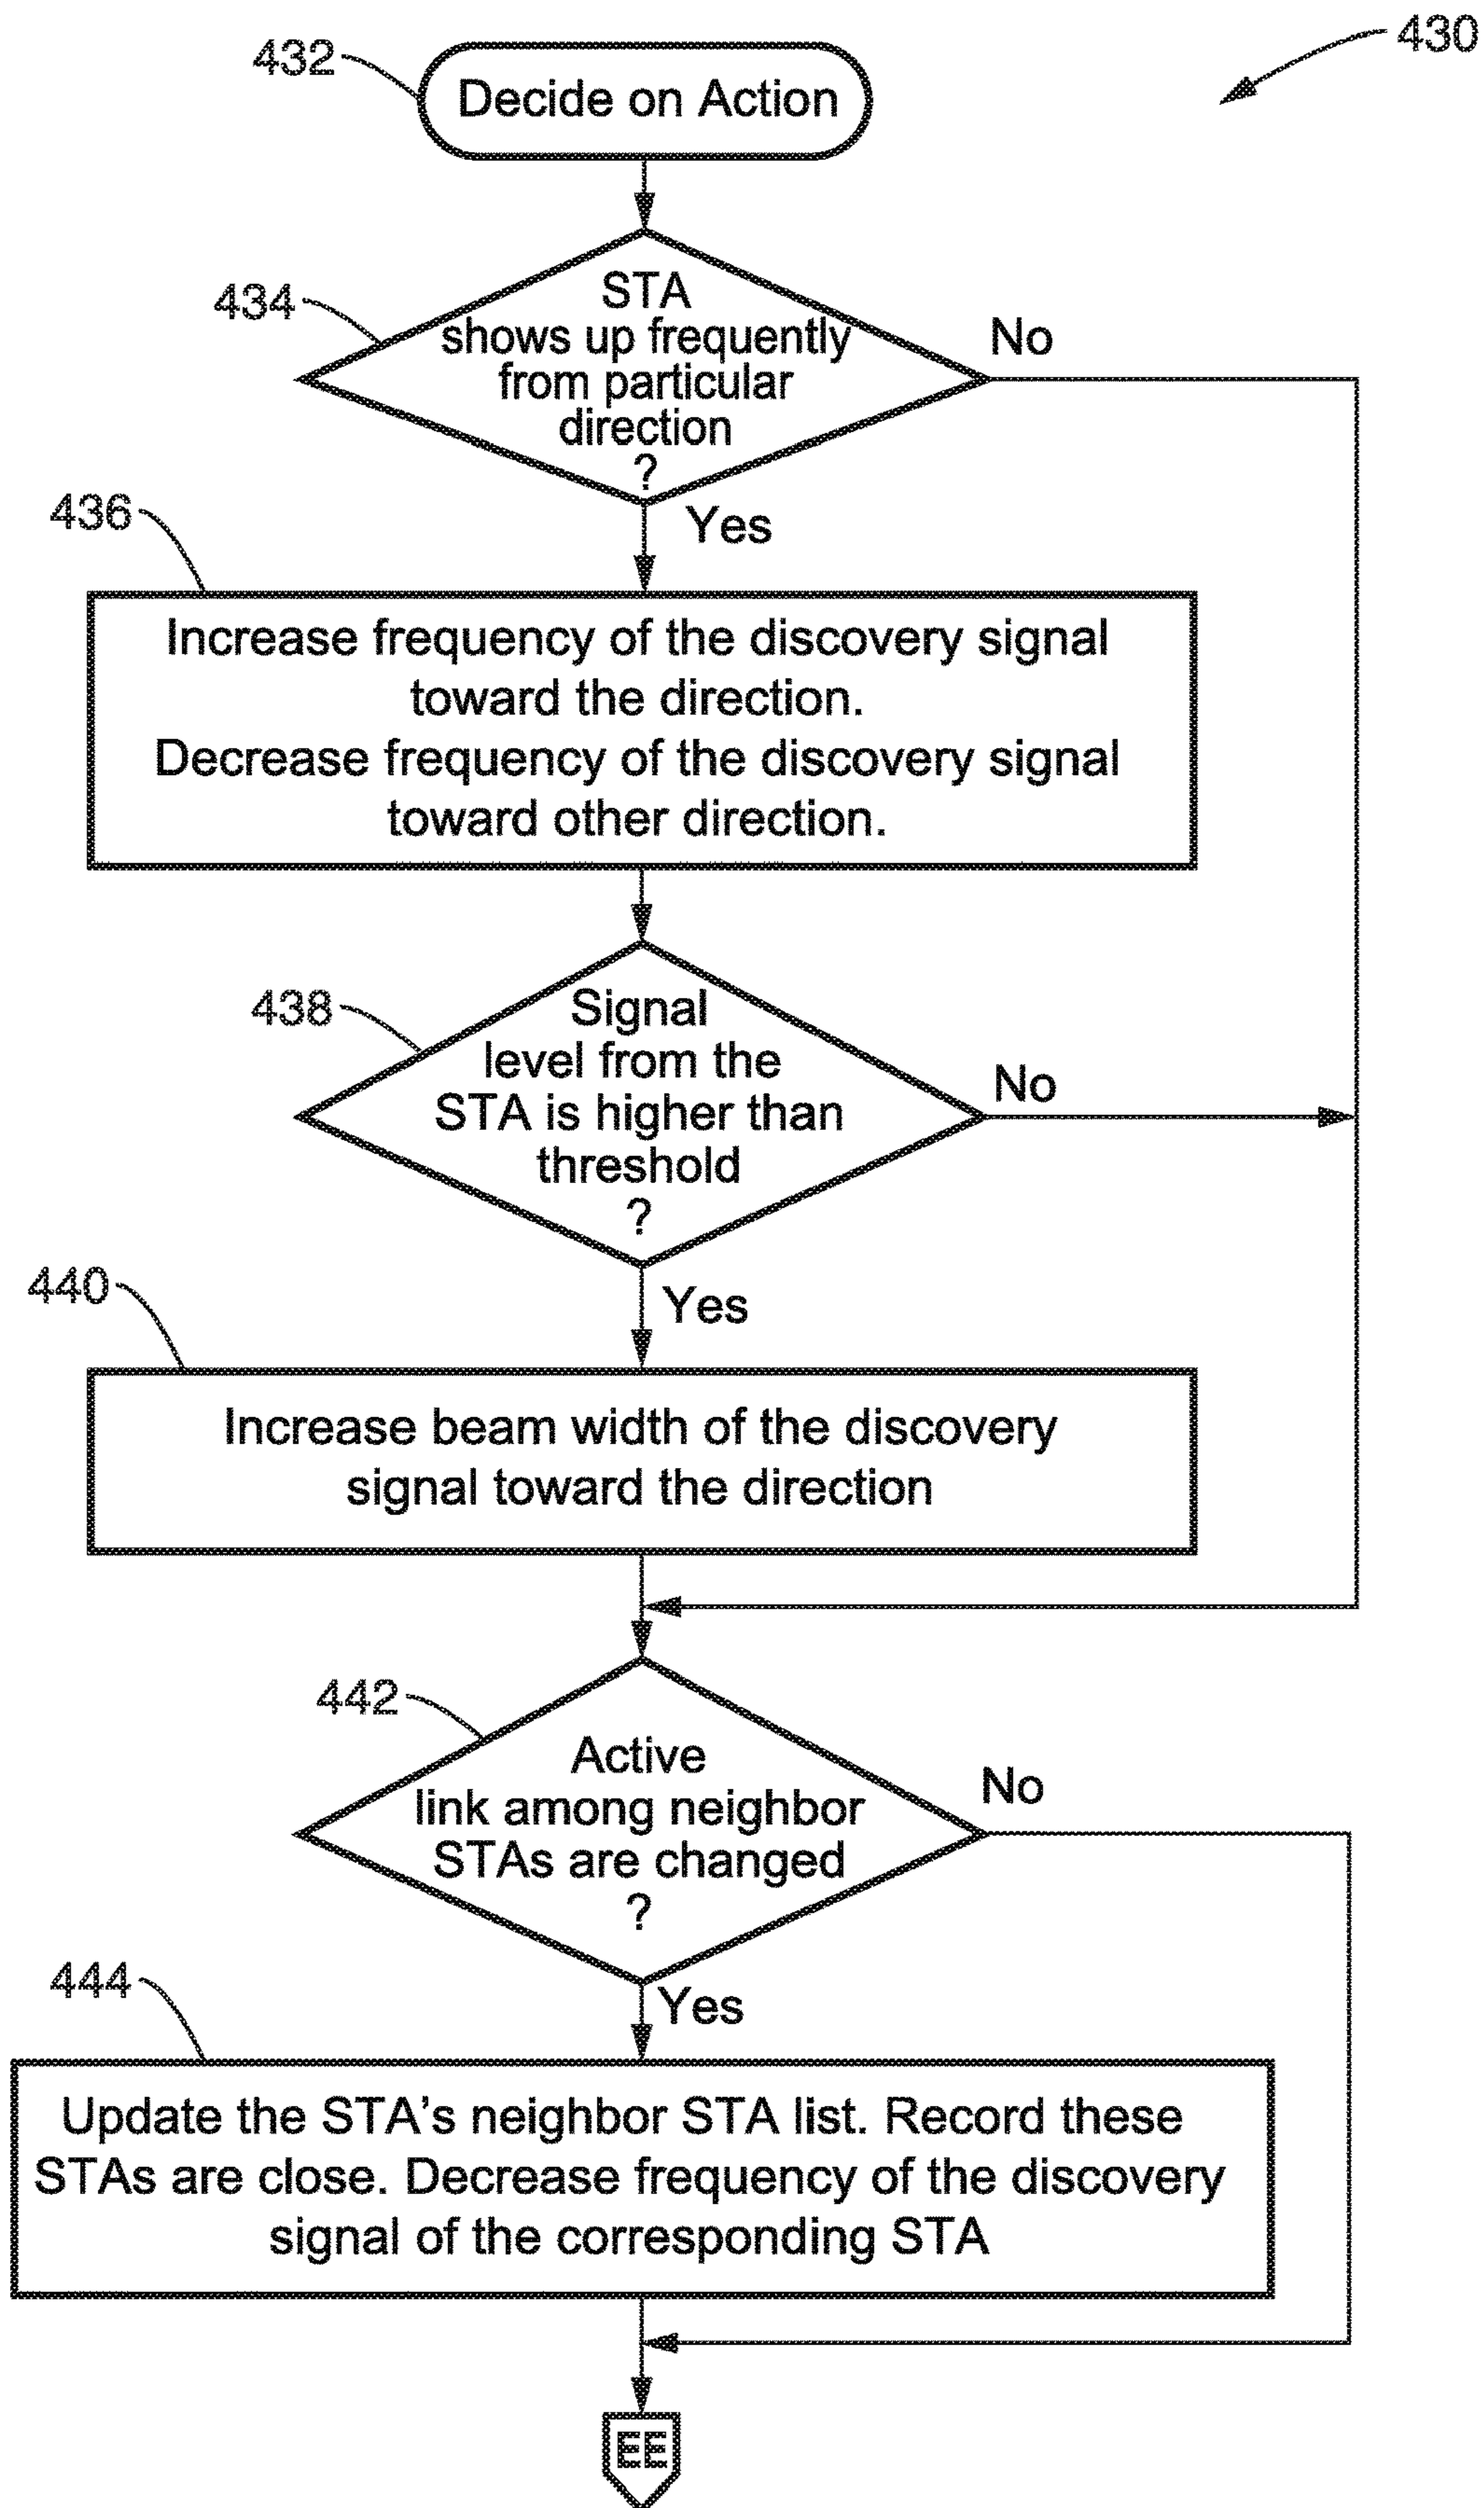 430
432
Decide on Action
434
STA
shows up frequently
from particular
direction
?
No
Yes
436
Increase frequency of the discovery signal
toward the direction.
Decrease frequency of the discovery signal
toward other direction.
438
Signal
level from the
STA is higher than
threshold
?
No
Yes
440
Increase beam width of the discovery
signal toward the direction
442
Active
link among neighbor
STAs are changed
?
No
Yes
444
Update the STA's neighbor STA list. Record these
STAs are close. Decrease frequency of the discovery
signal of the corresponding STA
EE